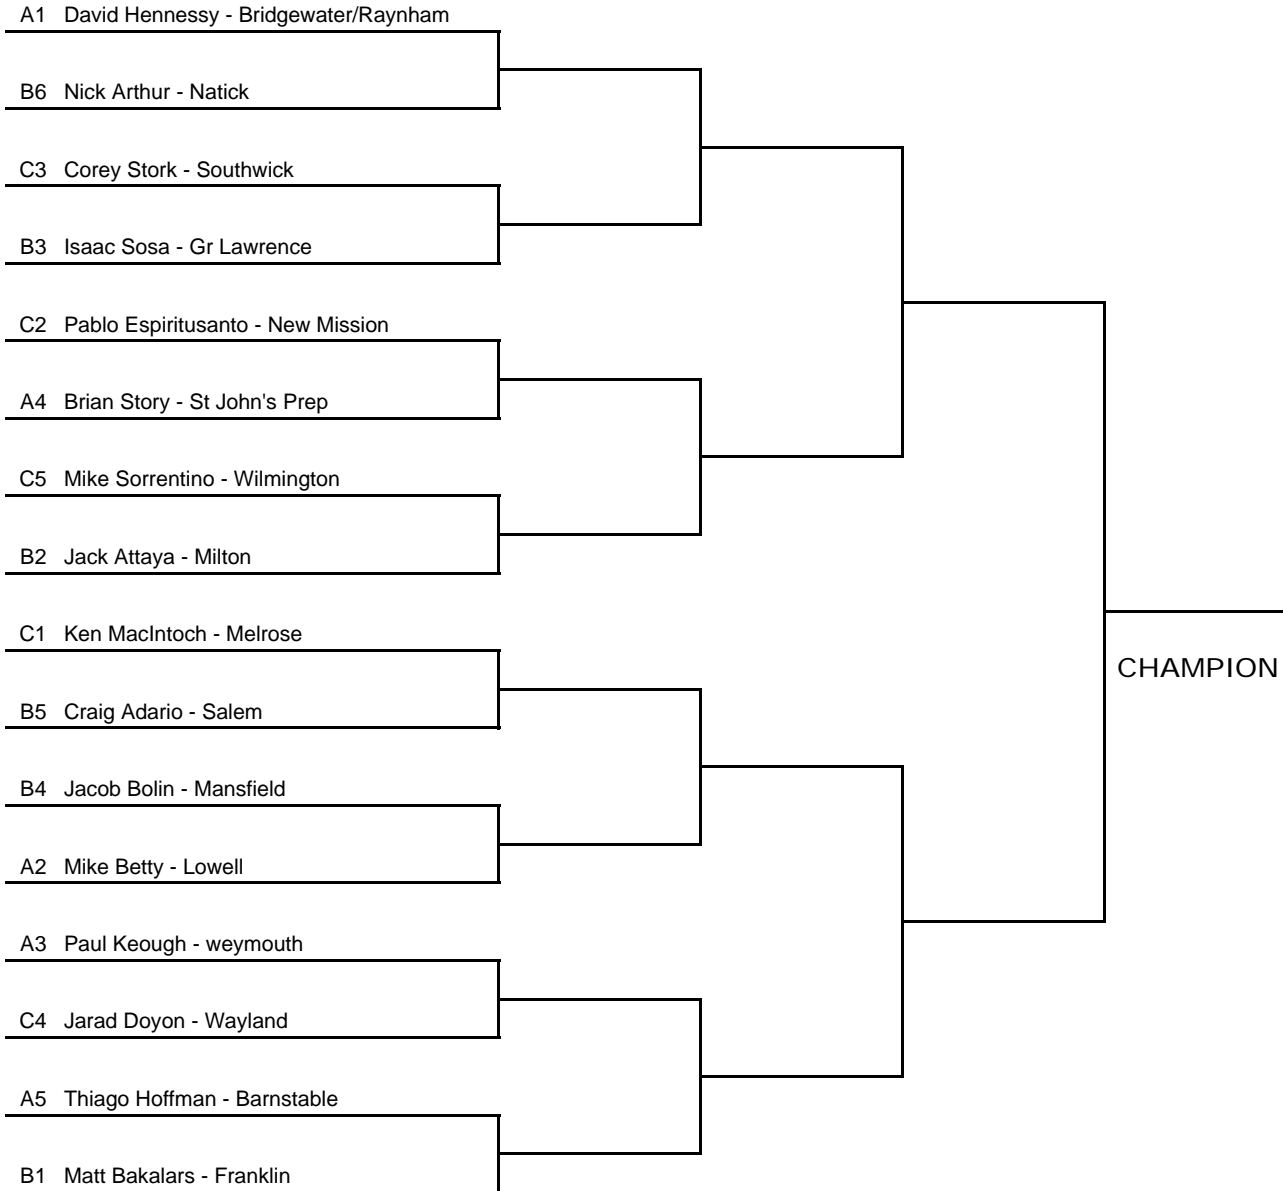 A1 David Hennessy - Bridgewater/Raynham
B6 Nick Arthur - Natick
C3 Corey Stork - Southwick
B3 Isaac Sosa - Gr Lawrence
C2 Pablo Espiritusanto - New Mission
A4 Brian Story - St John's Prep
C5 Mike Sorrentino - Wilmington
B2 Jack Attaya - Milton
C1 Ken MacIntoch - Melrose
CHAMPION
B5 Craig Adario - Salem
B4 Jacob Bolin - Mansfield
A2 Mike Betty - Lowell
A3 Paul Keough - weymouth
C4 Jarad Doyon - Wayland
A5 Thiago Hoffman - Barnstable
B1 Matt Bakalars - Franklin